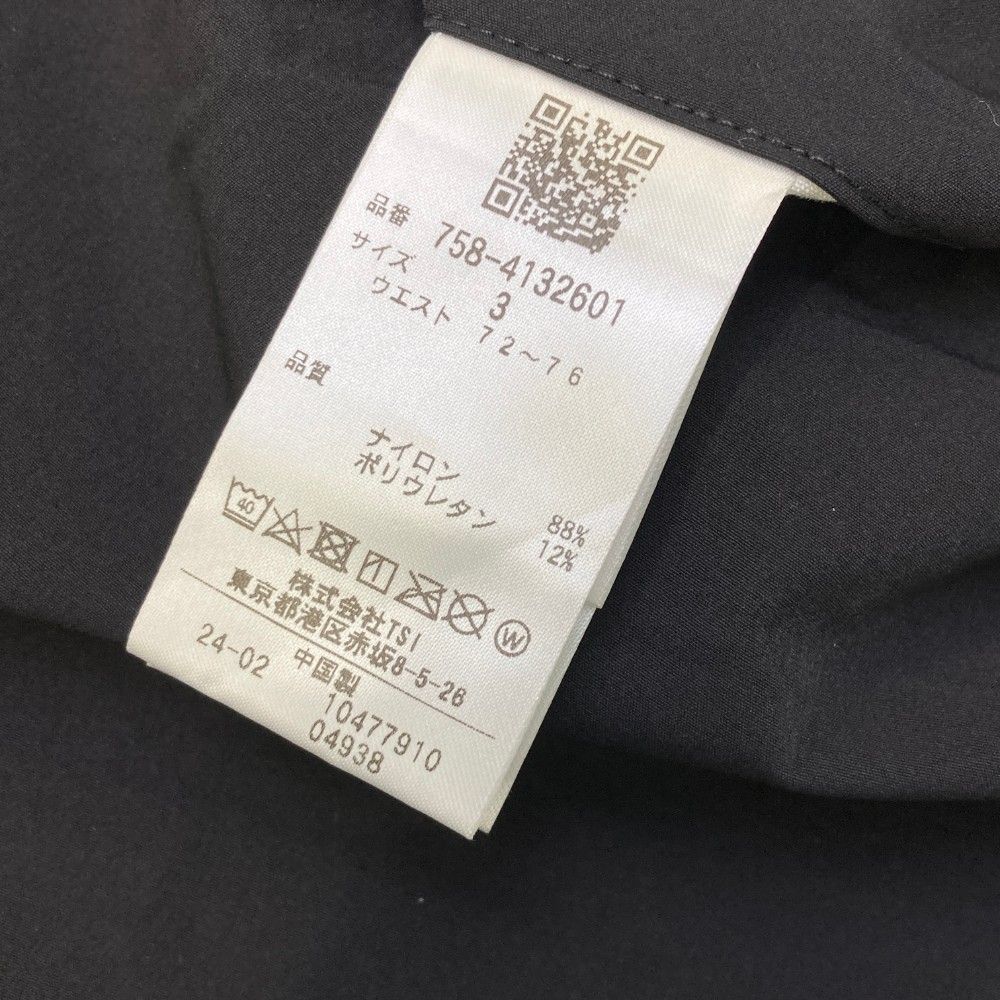 品番 758-4132601
サイズ 3
ウエスト 72~76
品質
ナイロン 88%
ポリウレタン 12%
40
W
株式会社TSI
東京都港区赤坂8-5-26
24-02 中国製
10477910
04938